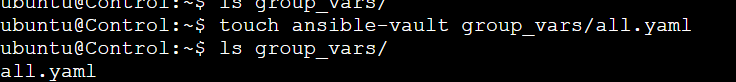 ubuntu@Control:~$ ls group_vars/
ubuntu@Control:~$ touch ansible-vault group_vars/all.yaml
ubuntu@Control:~$ ls group_vars/
all.yaml